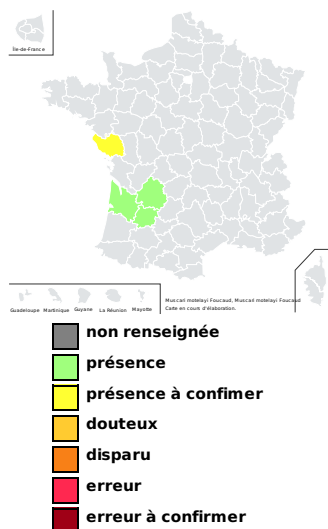 Île-de-France
Guadeloupe Martinique Guyane La Réunion Mayotte
Muscari motelayi Foucaud, Muscari motelayi Foucaud
Carte en cours d'élaboration.
non renseignée
présence
présence à confimer
douteux
disparu
erreur
erreur à confirmer